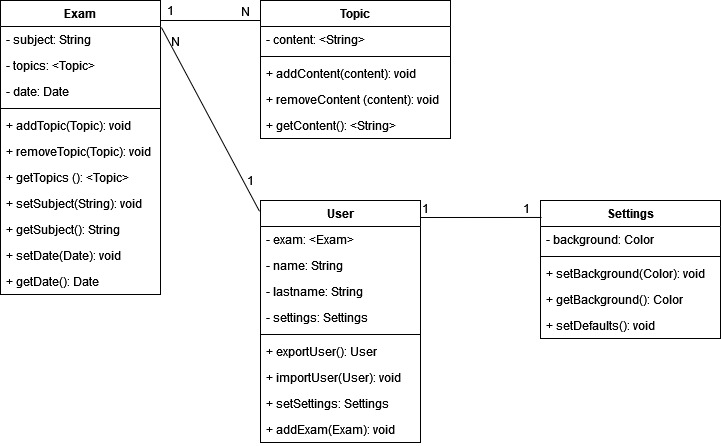 Exam
- subject: String
- topics: <Topic>
- date: Date
+ addTopic(Topic): void
+ removeTopic(Topic): void
+ getTopics (): <Topic>
+ setSubject(String): void
+ getSubject(): String
+ setDate(Date): void
+ getDate(): Date
1
N
Topic
- content: <String>
+ addContent(content): void
+ removeContent (content): void
+ getContent(): <String>
N
1
User
- exam: <Exam>
- name: String
- lastname: String
- settings: Settings
+ exportUser(): User
+ importUser(User): void
+ setSettings: Settings
+ addExam(Exam): void
1
1
Settings
- background: Color
+ setBackground(Color): void
+ getBackground(): Color
+ setDefaults(): void